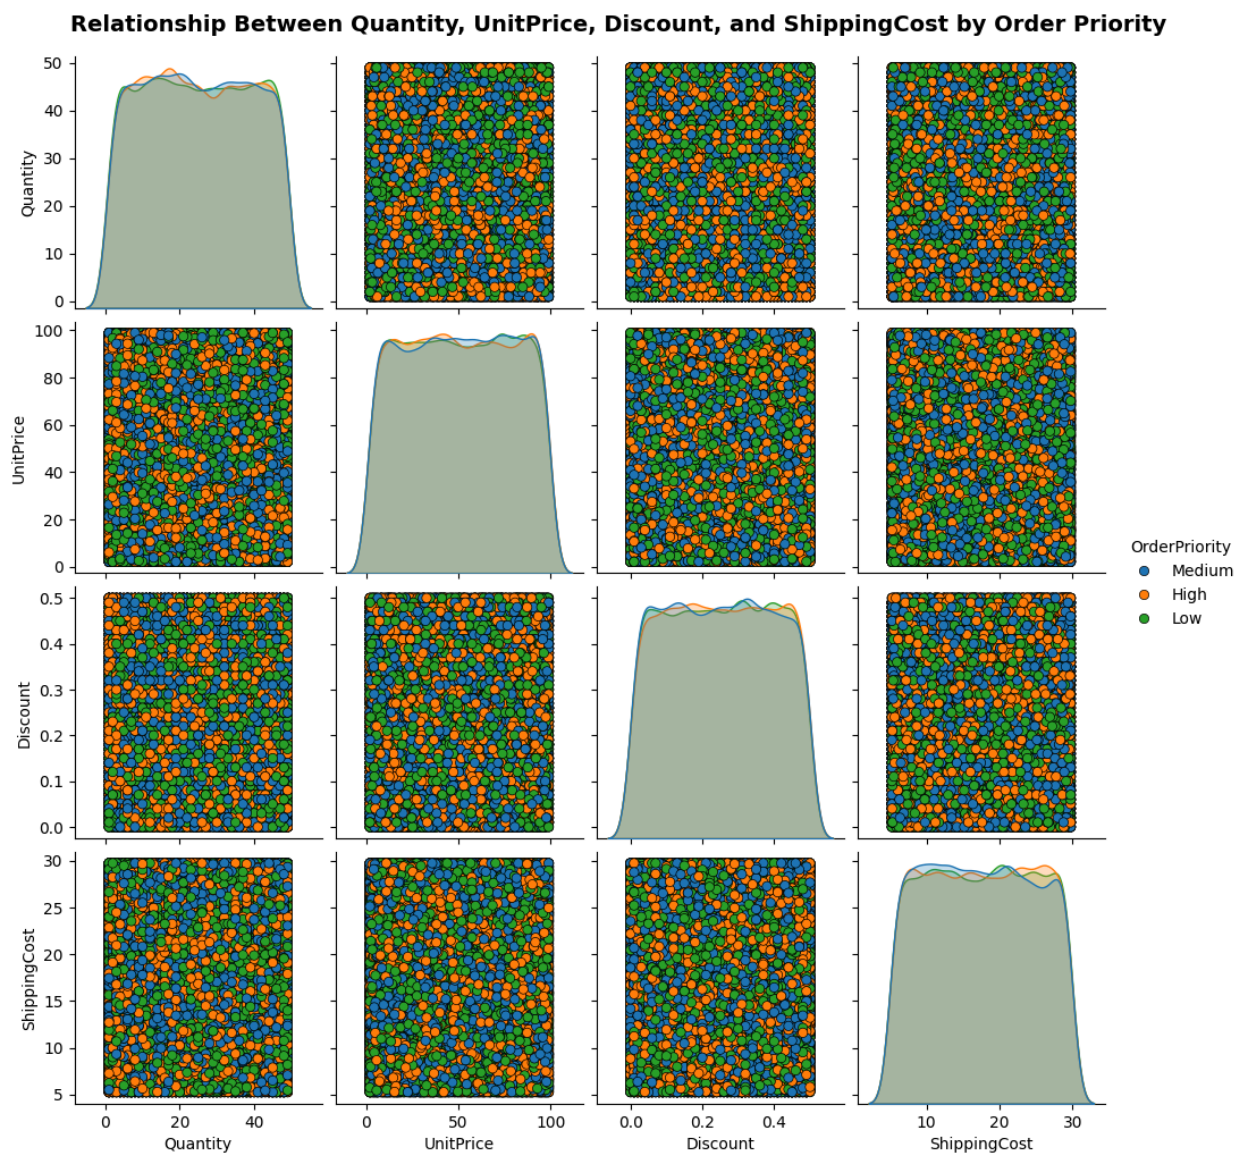 Relationship Between Quantity, UnitPrice, Discount, and ShippingCost by Order Priority
50
40
30
20
10
0
Quantity
100
80
60
40
20
0
UnitPrice
0.5
0.4
0.3
0.2
0.1
0.0
Discount
30
25
20
15
10
5
ShippingCost
0 20 40
Quantity
0 50 100
UnitPrice
0.0 0.2 0.4
Discount
10 20 30
ShippingCost
OrderPriority
Medium
High
Low